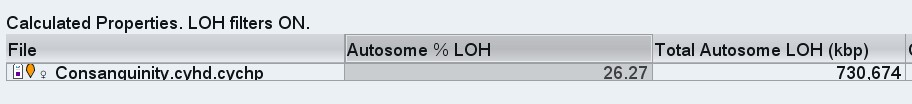 Calculated Properties. LOH filters ON.
File Autosome % LOH Total Autosome LOH (kbp)
Consanguinity.cyhd.cychp 26.27 730,674